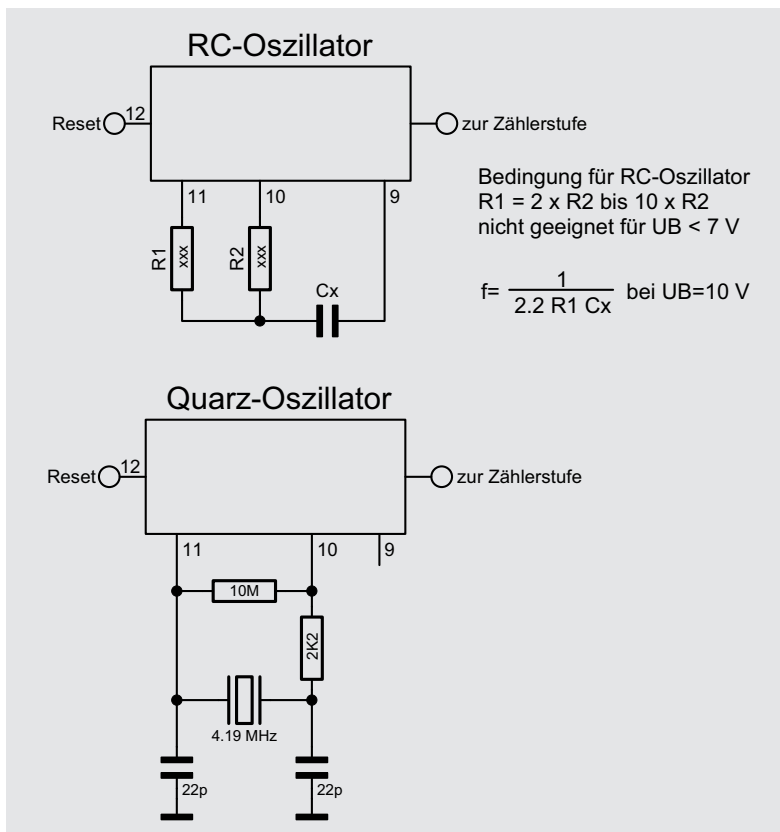 RC-Oszillator
Reset
12
zur Zählerstufe
11
10
9
R1
xxx
R2
xxx
Cx
Bedingung für RC-Oszillator
R1 = 2 x R2 bis 10 x R2
nicht geeignet für UB < 7 V
f= 1 / 2.2 R1 Cx bei UB=10 V
Quarz-Oszillator
Reset
12
zur Zählerstufe
11
10
9
10M
2K2
4.19 MHz
22p
22p